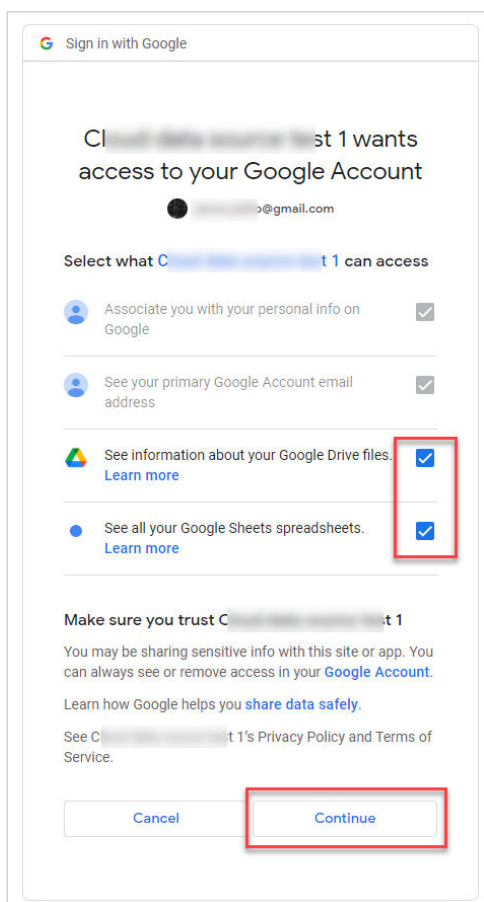 Sign in with Google
st 1 wants
access to your Google Account
@gmail.com
Select what t 1 can access
Associate you with your personal info on
Google
See your primary Google Account email
address
See information about your Google Drive files.
Learn more
See all your Google Sheets spreadsheets.
Learn more
Make sure you trust t 1
You may be sharing sensitive info with this site or app. You
can always see or remove access in your Google Account.
Learn how Google helps you share data safely.
See t 1's Privacy Policy and Terms of
Service.
Cancel
Continue